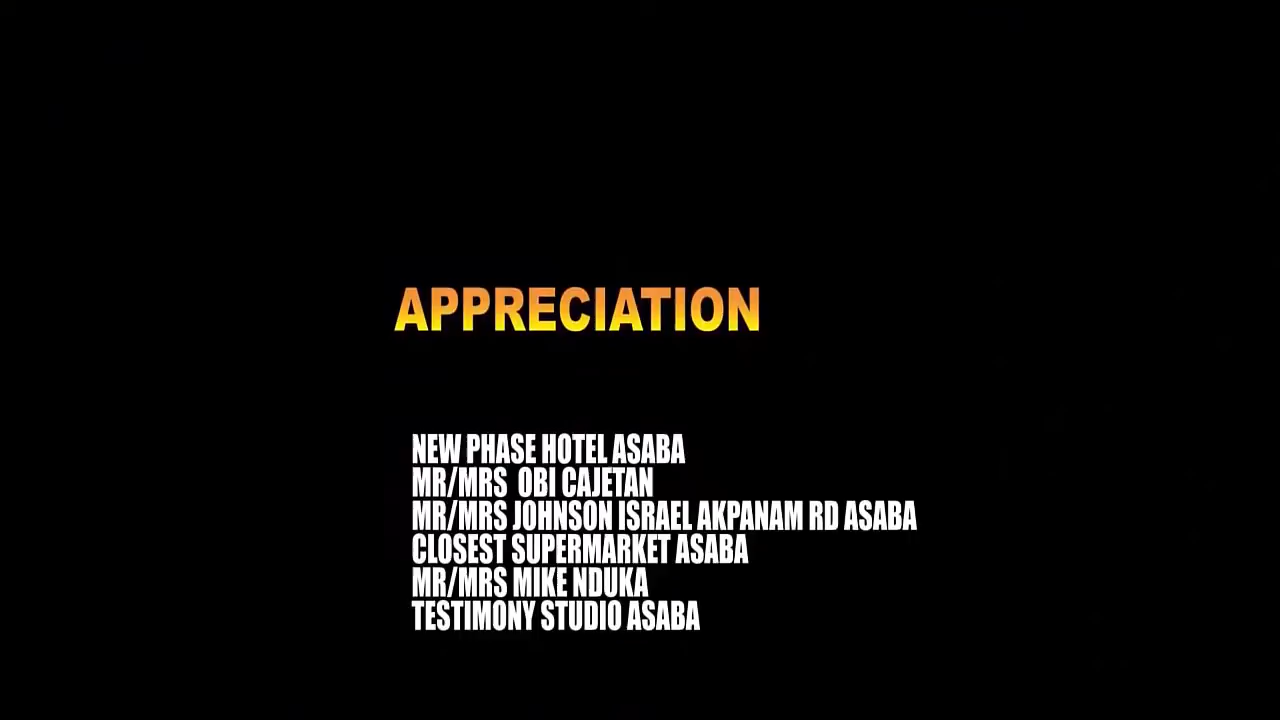 APPRECIATION
NEW PHASE HOTEL ASABA
MR/MRS OBI CAJETAN
MR/MRS JOHNSON ISRAEL AKPANAM RD ASABA
CLOSEST SUPERMARKET ASABA
MR/MRS MIKE NDUKA
TESTIMONY STUDIO ASABA